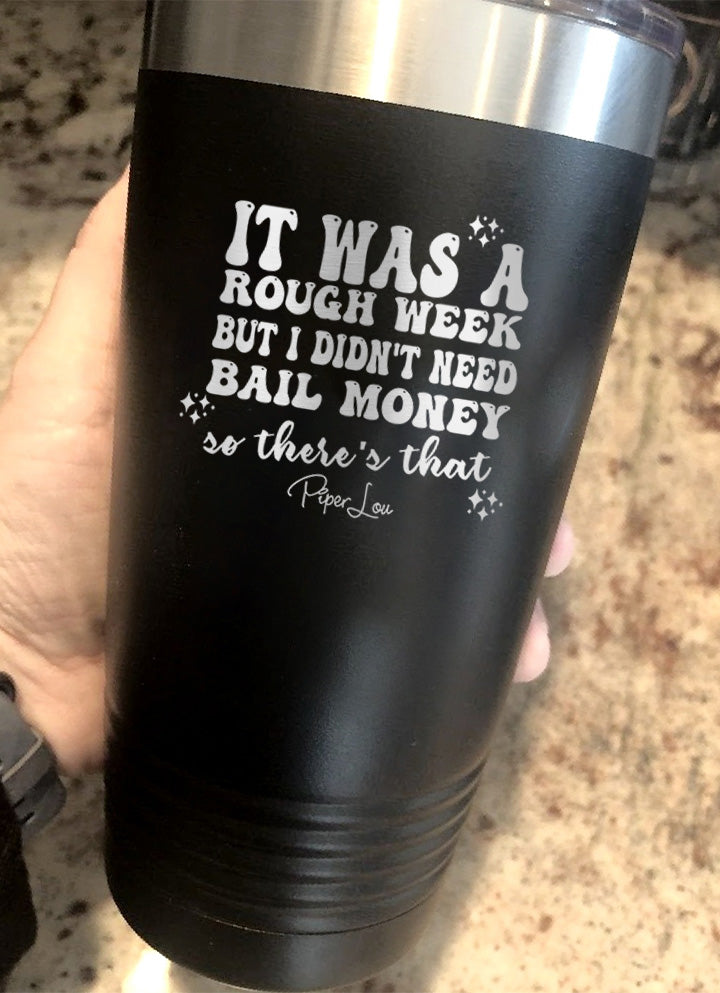 IT WAS A
ROUGH WEEK
BUT I DIDN'T NEED
BAIL MONEY
so there's that
Piper Lou